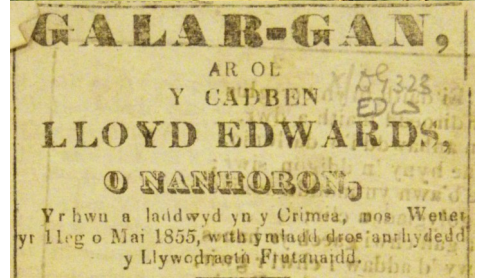 GALAR-GAN,
AR OL
Y CADBEN
LLOYD EDWARDS,
O NANHORON,
Yr hwn a laddwyd yn y Crimea, nos Wener
yr 11eg o Mai 1855, wrth ymladd dros anrhydedd
y Llywodraeth Frutanaidd.
323